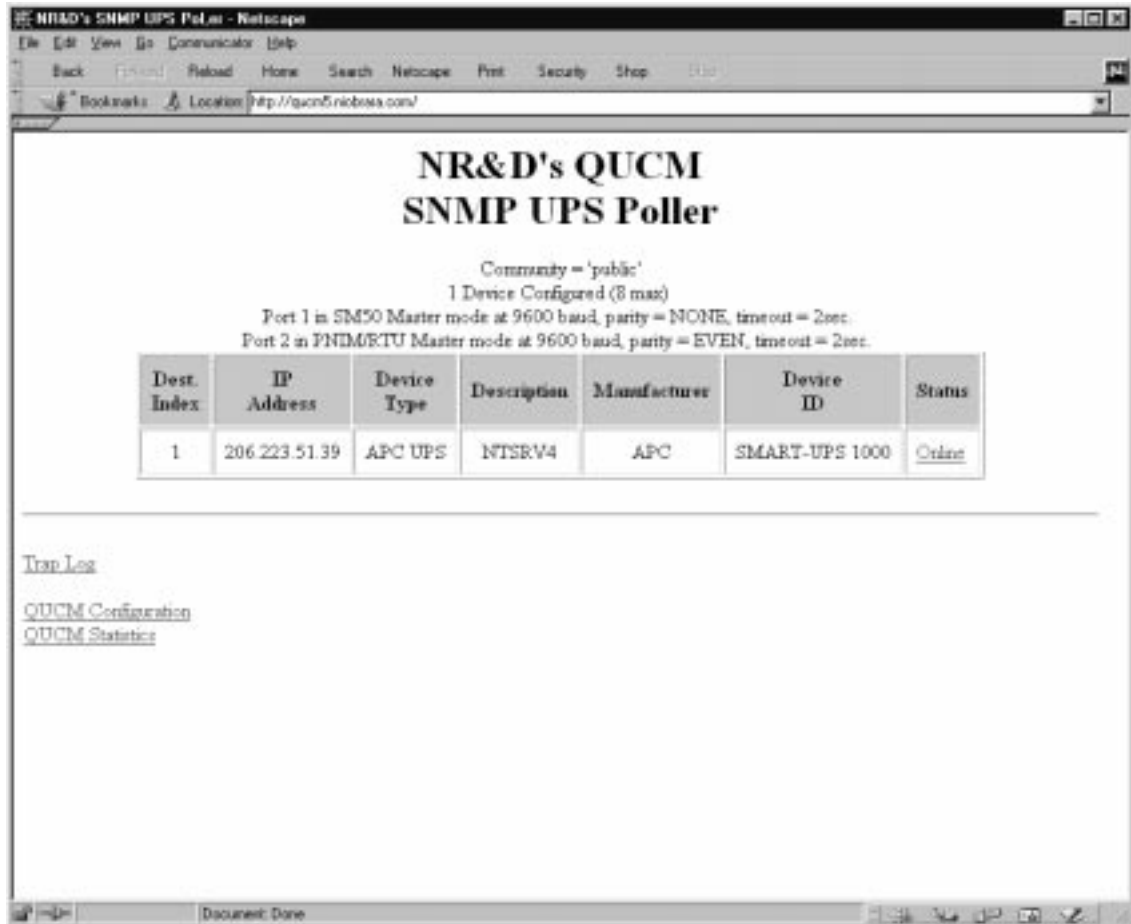 NR&D's SNMP UPS Poller - Netscape
File Edit View Go Communicator Help
Back Forward Reload Home Search Netscape Print Security Shop Stop
Bookmarks Location: http://qucm5.niobrara.com/
NR&D's QUCM
SNMP UPS Poller
Community = 'public'
1 Device Configured (8 max)
Port 1 in SM50 Master mode at 9600 baud, parity = NONE, timeout = 2sec.
Port 2 in PNIM/RTU Master mode at 9600 baud, parity = EVEN, timeout = 2sec.
Dest. Index IP Address Device Type Description Manufacturer Device ID Status
1 206.223.51.39 APC UPS NTSRV4 APC SMART-UPS 1000 Online
Trap Log
QUCM Configuration
QUCM Statistics
Document: Done